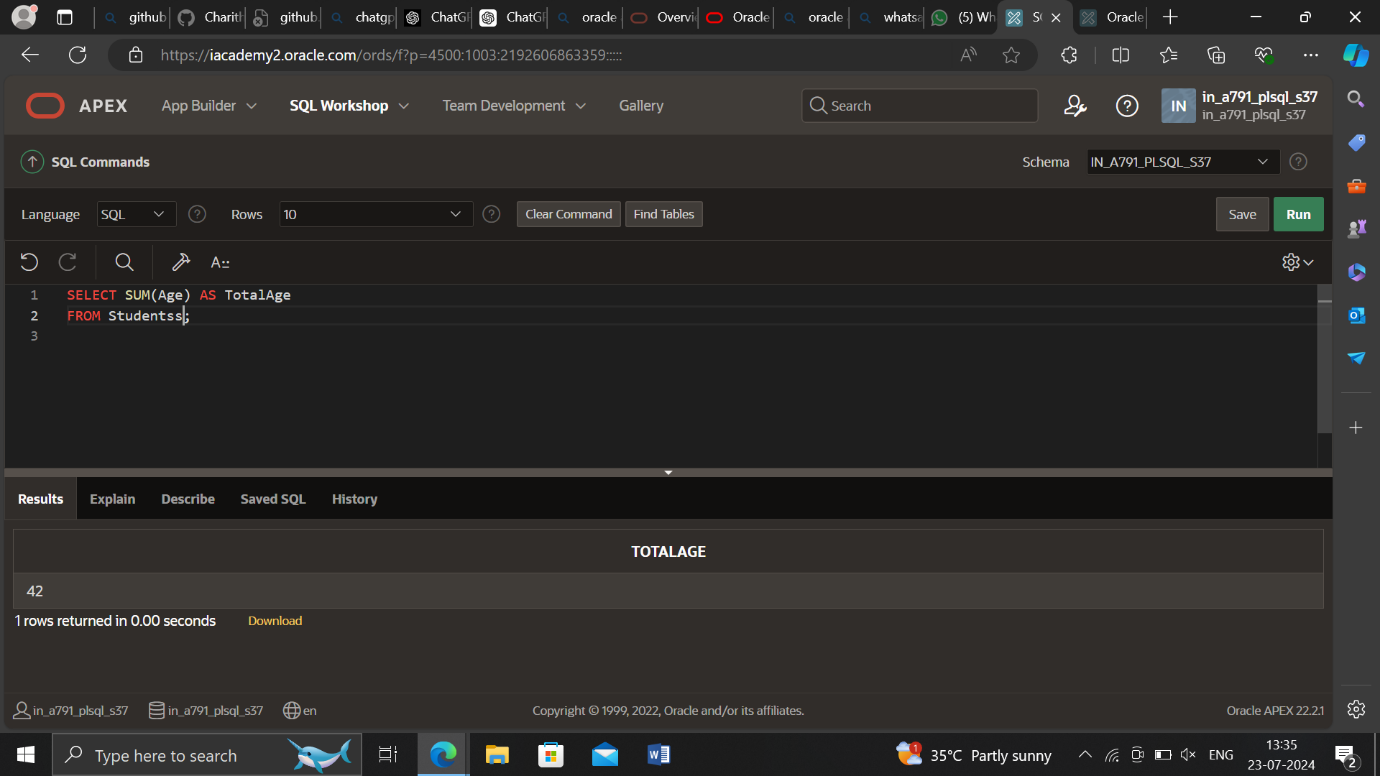 github
Charith
github
chatgp
ChatGP
ChatGP
oracle
Overvi
Oracle
oracle
whatsa
(5) Wh
Oracle
https://iacademy2.oracle.com/ords/f?p=4500:1003:2192606863359:::::
APEX
App Builder
SQL Workshop
Team Development
Gallery
Search
IN
in_a791_plsql_s37
in_a791_plsql_s37
SQL Commands
Schema
IN_A791_PLSQL_S37
Language
SQL
Rows
10
Clear Command
Find Tables
Save
Run
1 SELECT SUM(Age) AS TotalAge
2 FROM Studentss;
3
Results
Explain
Describe
Saved SQL
History
TOTALAGE
42
1 rows returned in 0.00 seconds
Download
in_a791_plsql_s37
in_a791_plsql_s37
en
Copyright © 1999, 2022, Oracle and/or its affiliates.
Oracle APEX 22.2.1
Type here to search
1
35°C Partly sunny
ENG
13:35
23-07-2024
2